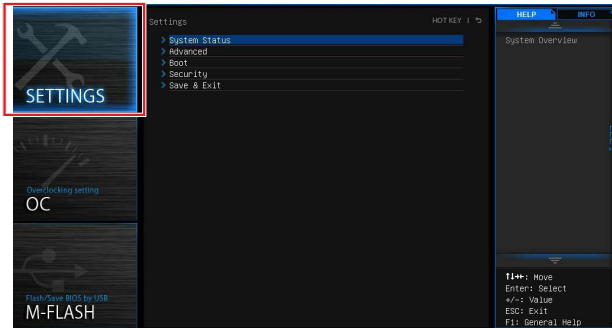 SETTINGS
Overclocking setting
OC
Flash/Save BIOS by USB
M-FLASH
Settings
HOT KEY | ↩
> System Status
> Advanced
> Boot
> Security
> Save & Exit
HELP INFO
System Overview
↑↓→←: Move
Enter: Select
+/-: Value
ESC: Exit
F1: General Help